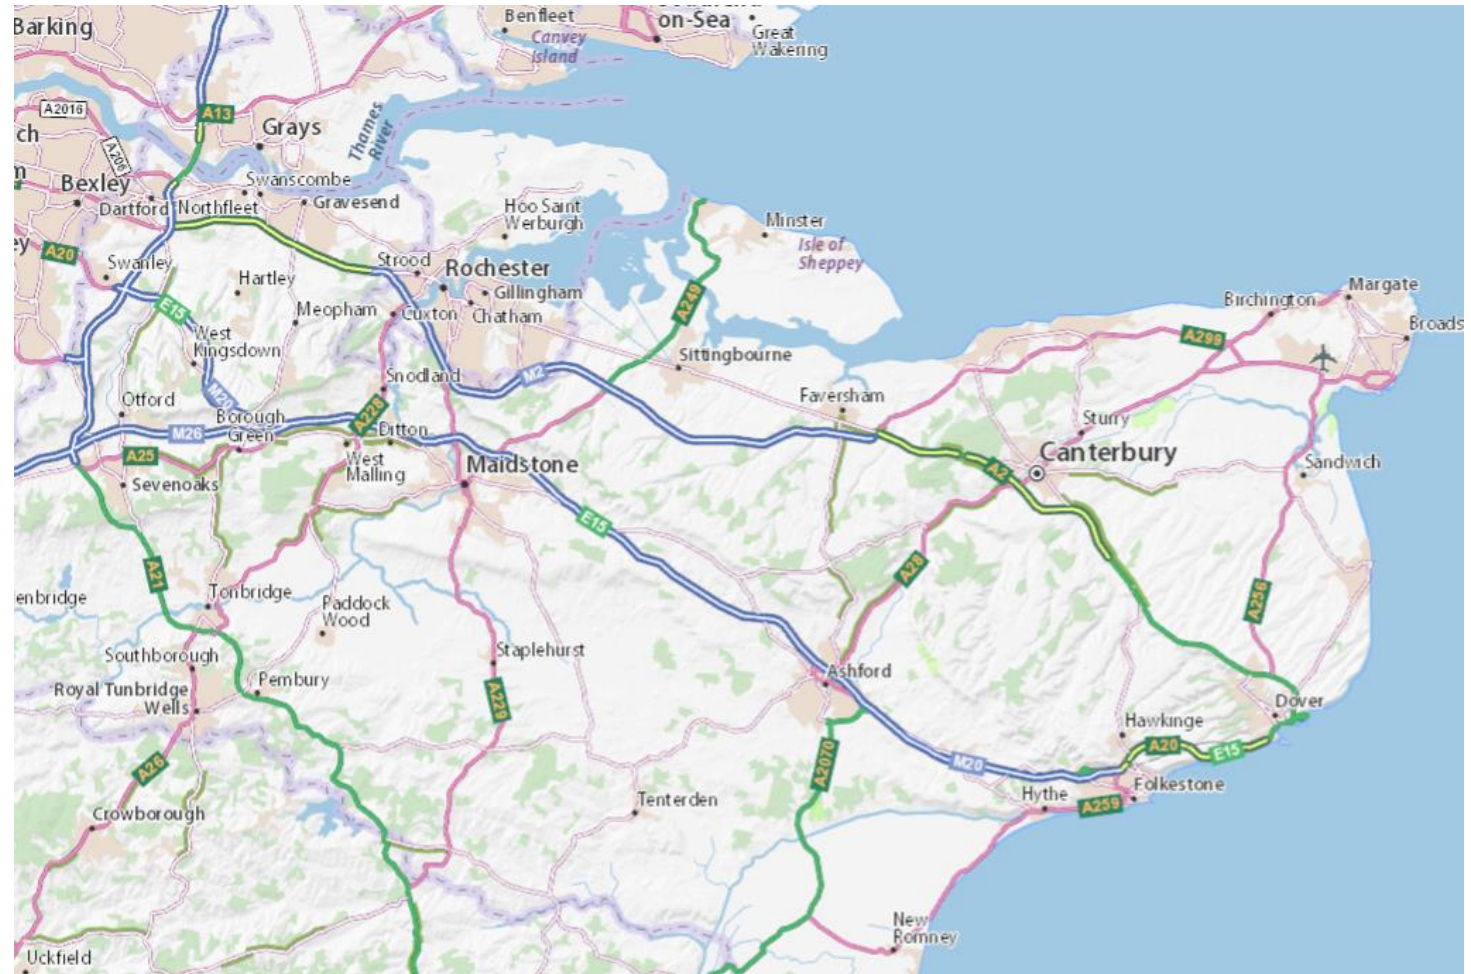 Barking
Benfleet
on-Sea
Canvey
Island
Great
Wakering
A2016
A13
ch
Grays
Thames
River
A206
m
Bexley
Swanscombe
Dartford
Northfleet
Gravesend
Hoo Saint
Werburgh
Minster
Isle of
Sheppey
ey
A20
Swanley
Strood
Rochester
Hartley
Gillingham
Margate
Birchington
E15
Meopham
Cuxton
Chatham
A249
Broads
West
Kingsdown
A299
Sittingbourne
M2
Snodland
M20
Otford
Faversham
A228
Borough
Green
Sturry
M26
Ditton
A25
West
Malling
Maidstone
A2
Canterbury
Sandwich
Sevenoaks
E15
A21
A28
enbridge
Tonbridge
Paddock
Wood
A256
Southborough
Staplehurst
Ashford
Pembury
Royal Tunbridge
Wells
A229
Dover
Hawkinge
A20
E15
A26
A2070
M20
Hythe
Folkestone
Tenterden
A259
Crowborough
New
Romney
Uckfield